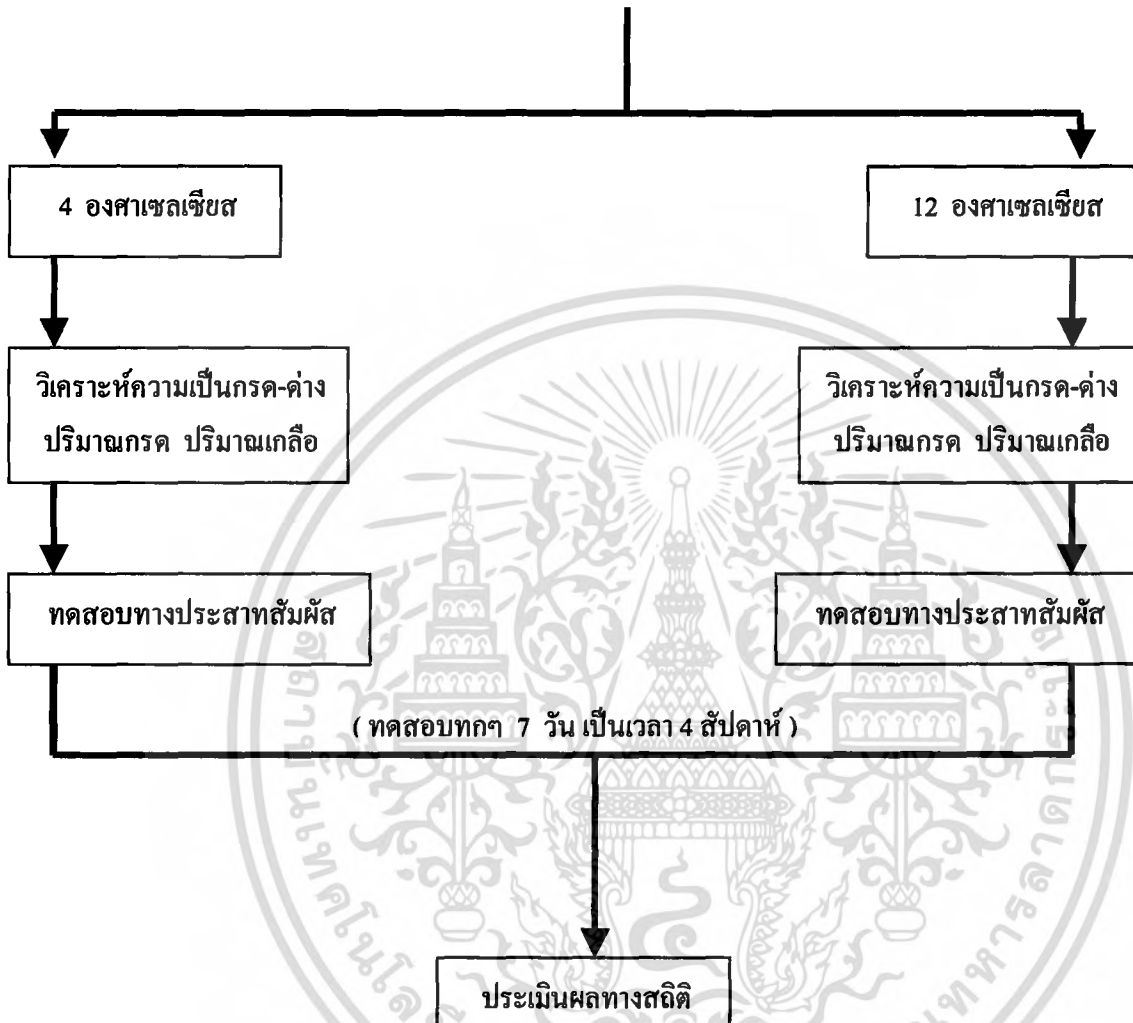 4 องศาเซลเซียส
12 องศาเซลเซียส
วิเคราะห์ความเป็นกรด-ด่าง
ปริมาณกรด ปริมาณเกลือ
วิเคราะห์ความเป็นกรด-ด่าง
ปริมาณกรด ปริมาณเกลือ
ทดสอบทางประสาทสัมผัส
ทดสอบทางประสาทสัมผัส
( ทดสอบทกๆ 7 วัน เป็นเวลา 4 สัปดาห์ )
ประเมินผลทางสถิติ